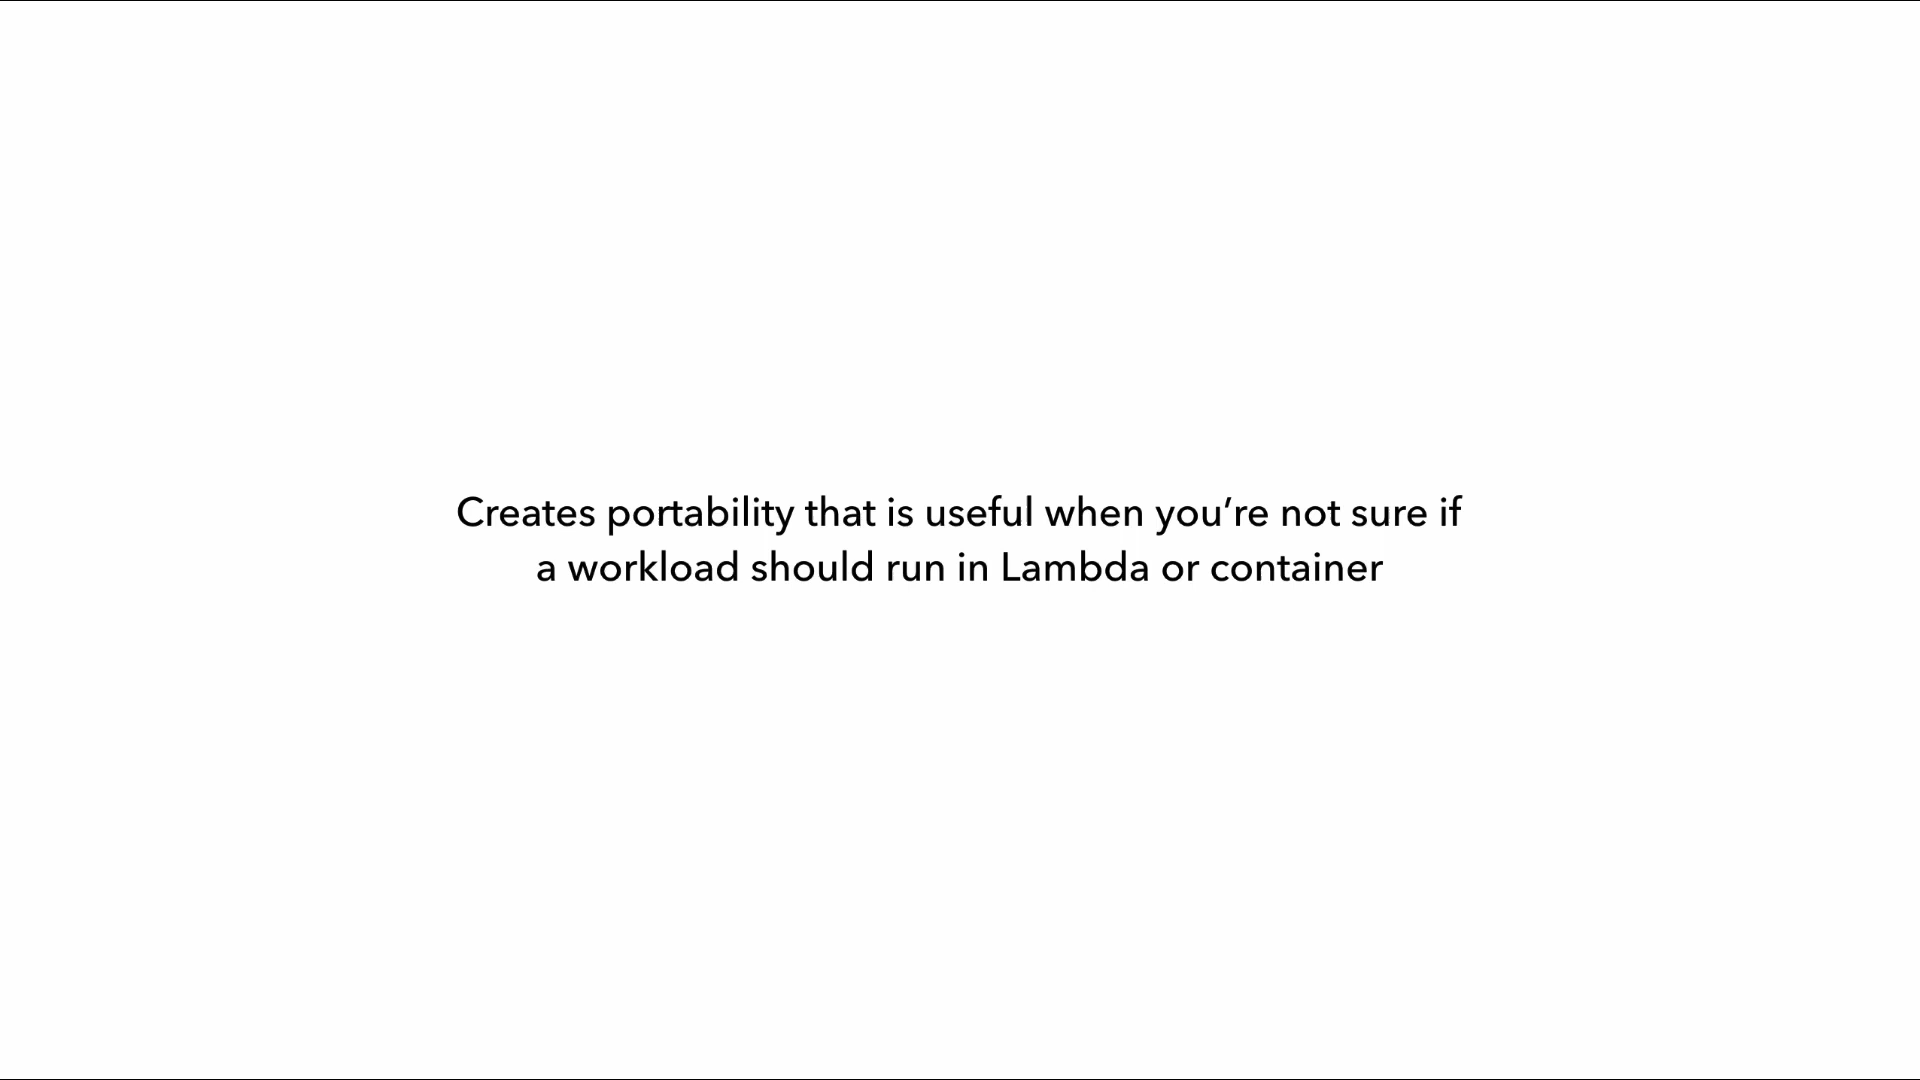 Creates portability that is useful when you’re not sure if
a workload should run in Lambda or container